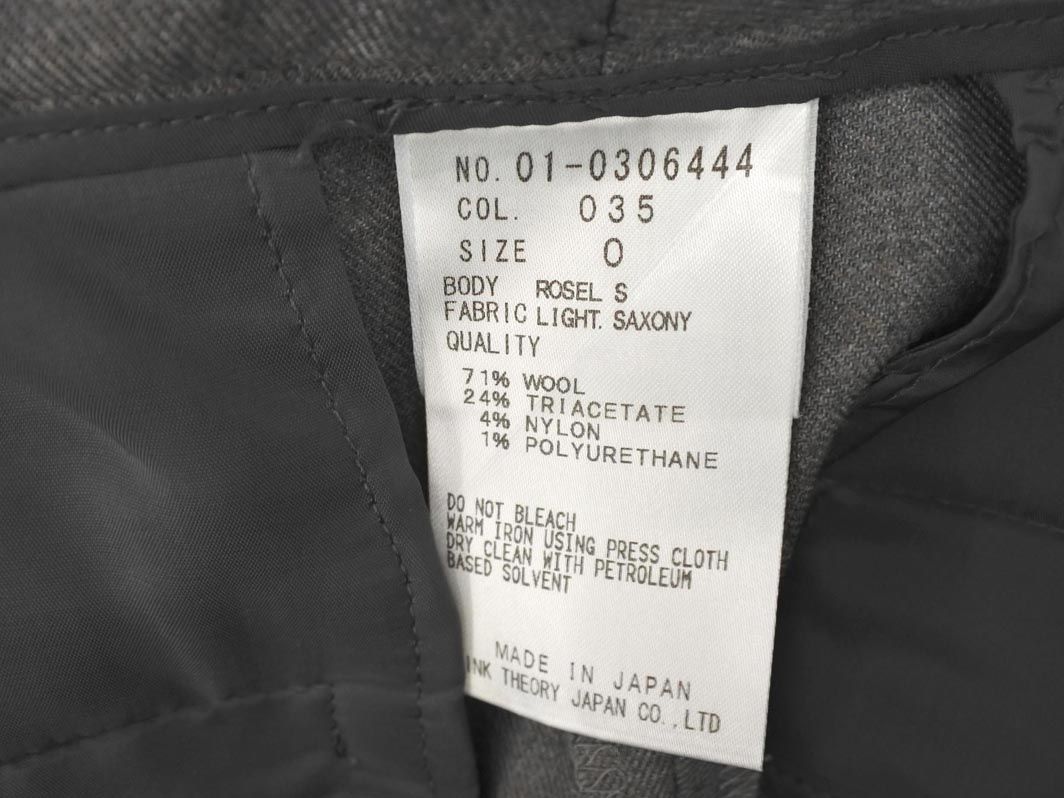 NO. 01-0306444
COL. 035
SIZE 0
BODY ROSEL S
FABRIC LIGHT. SAXONY
QUALITY
71% WOOL
24% TRIACETATE
4% NYLON
1% POLYURETHANE
DO NOT BLEACH
WARM IRON USING PRESS CLOTH
DRY CLEAN WITH PETROLEUM
BASED SOLVENT
MADE IN JAPAN
INK THEORY JAPAN CO.,LTD